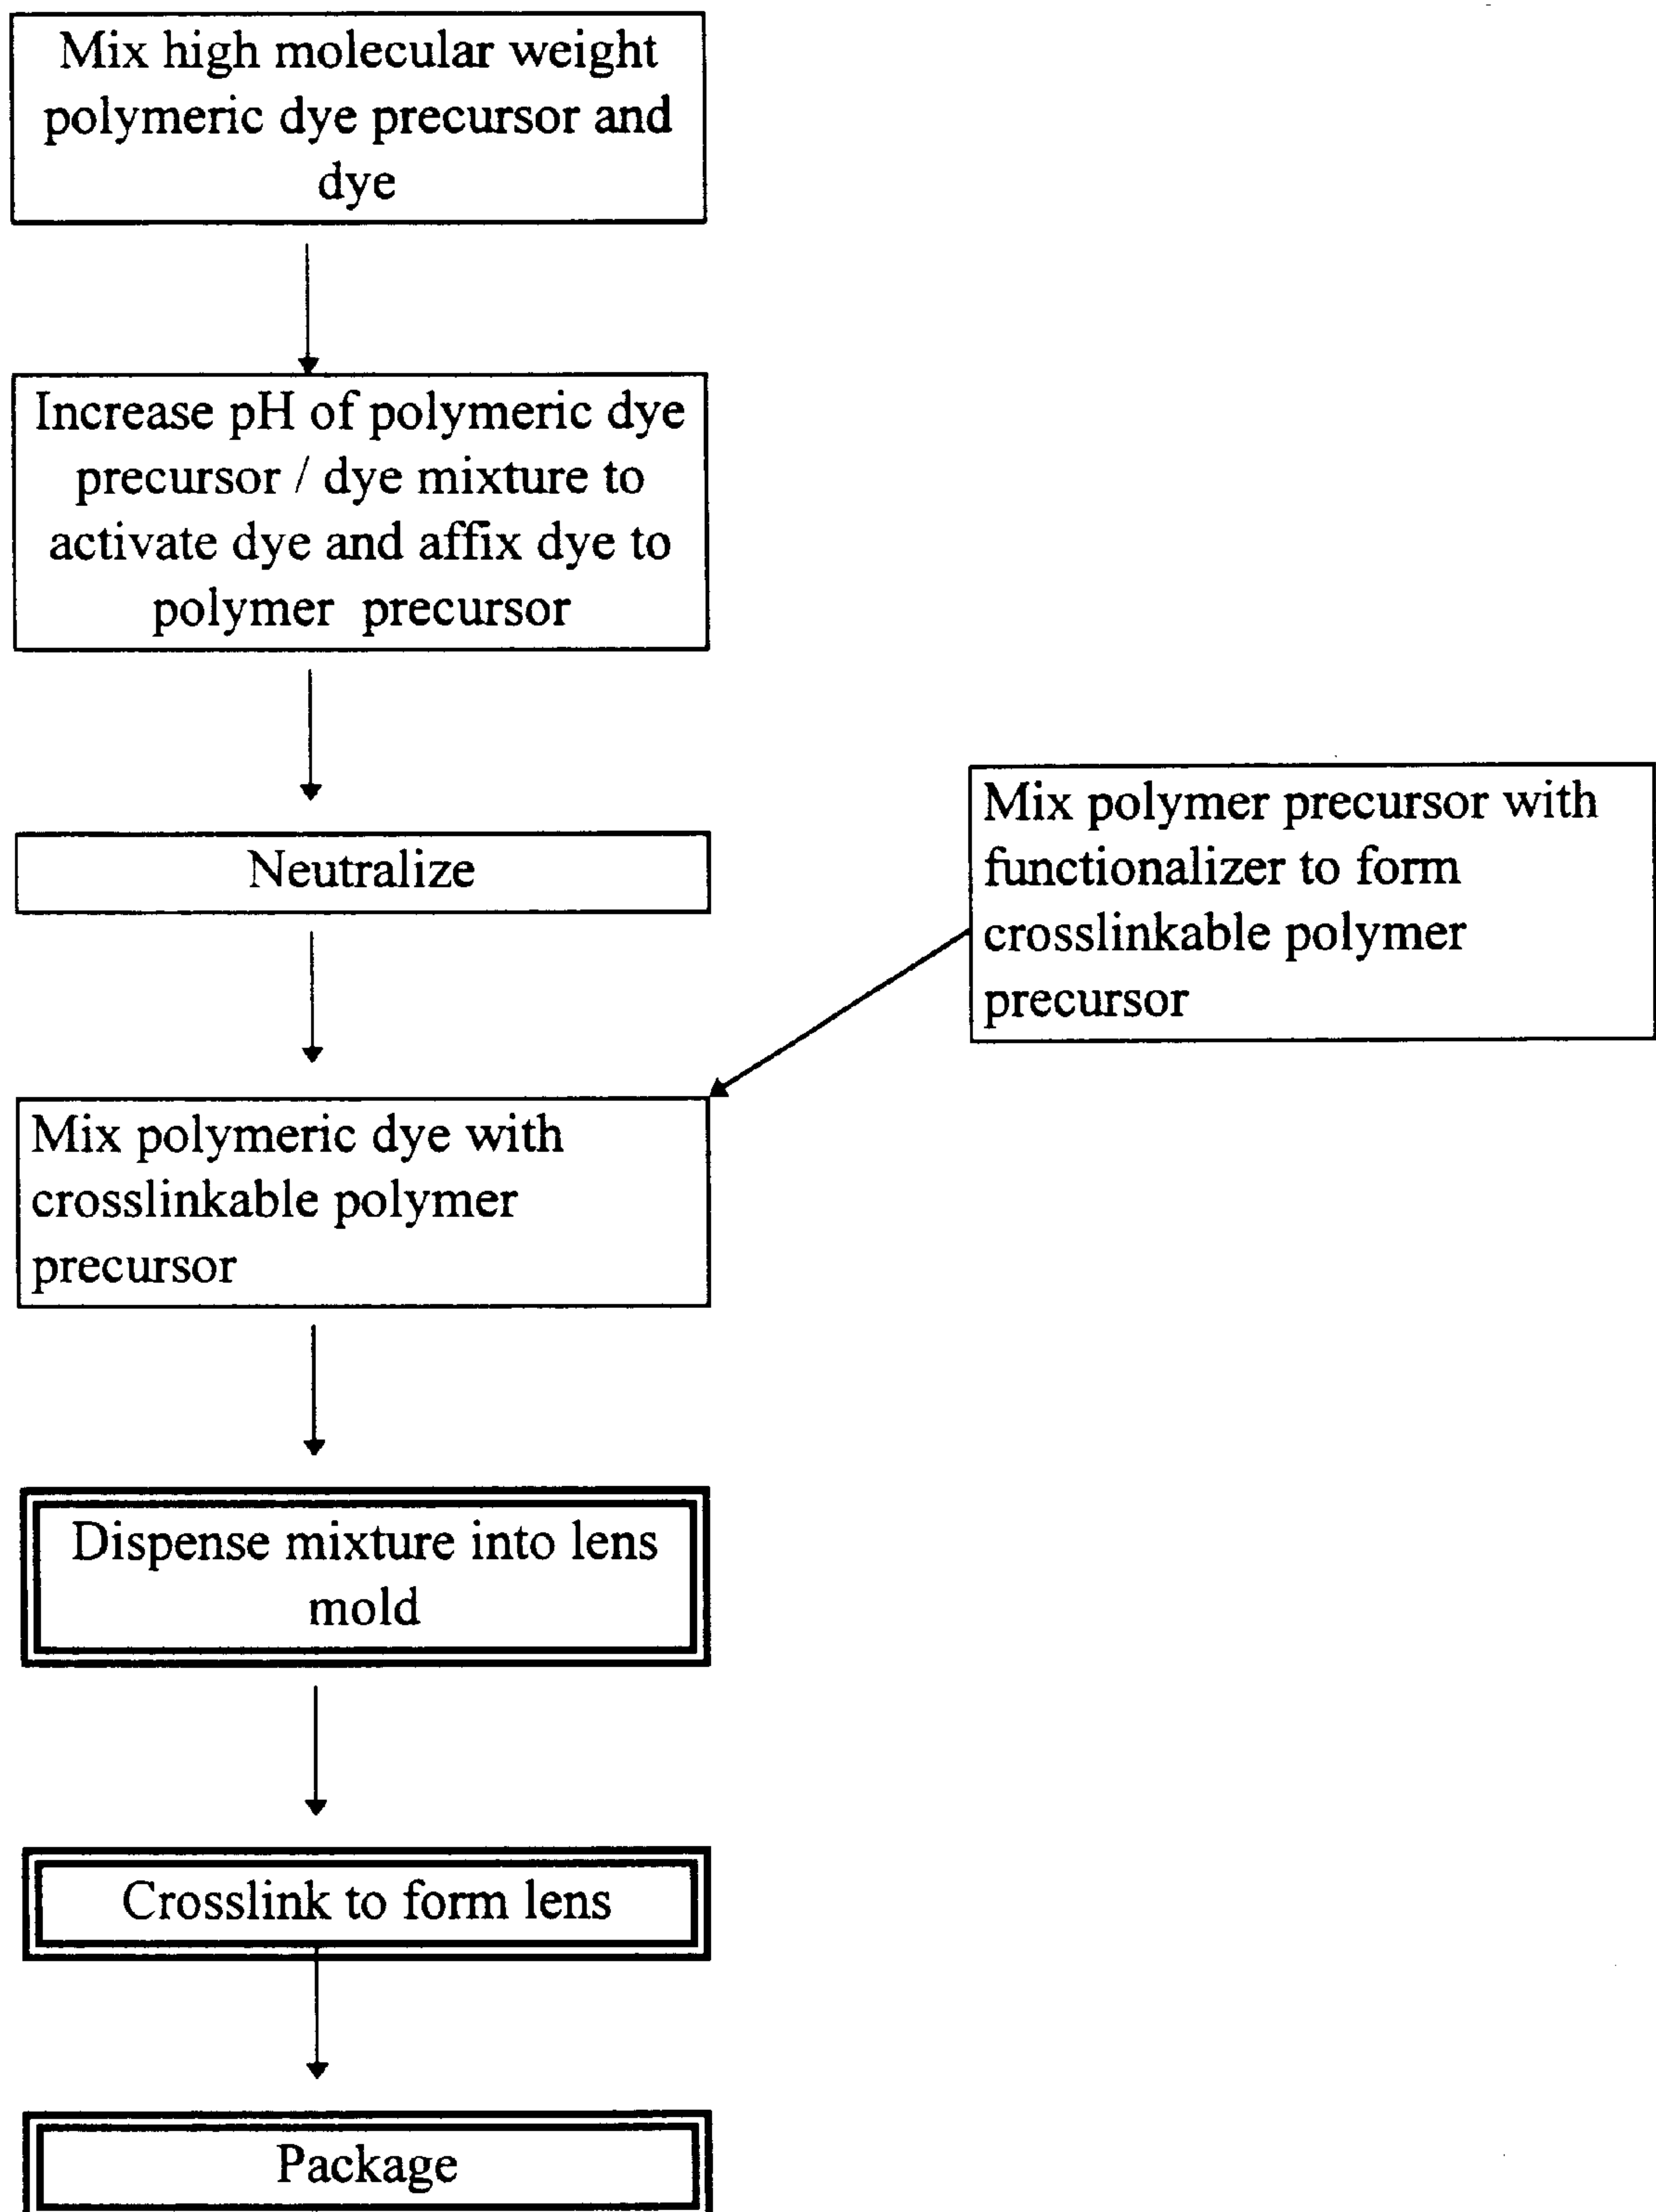 Mix high molecular weight
polymeric dye precursor and
dye
Increase pH of polymeric dye
precursor / dye mixture to
activate dye and affix dye to
polymer precursor
Neutralize
Mix polymer precursor with
functionalizer to form
crosslinkable polymer
precursor
Mix polymeric dye with
crosslinkable polymer
precursor
Dispense mixture into lens
mold
Crosslink to form lens
Package